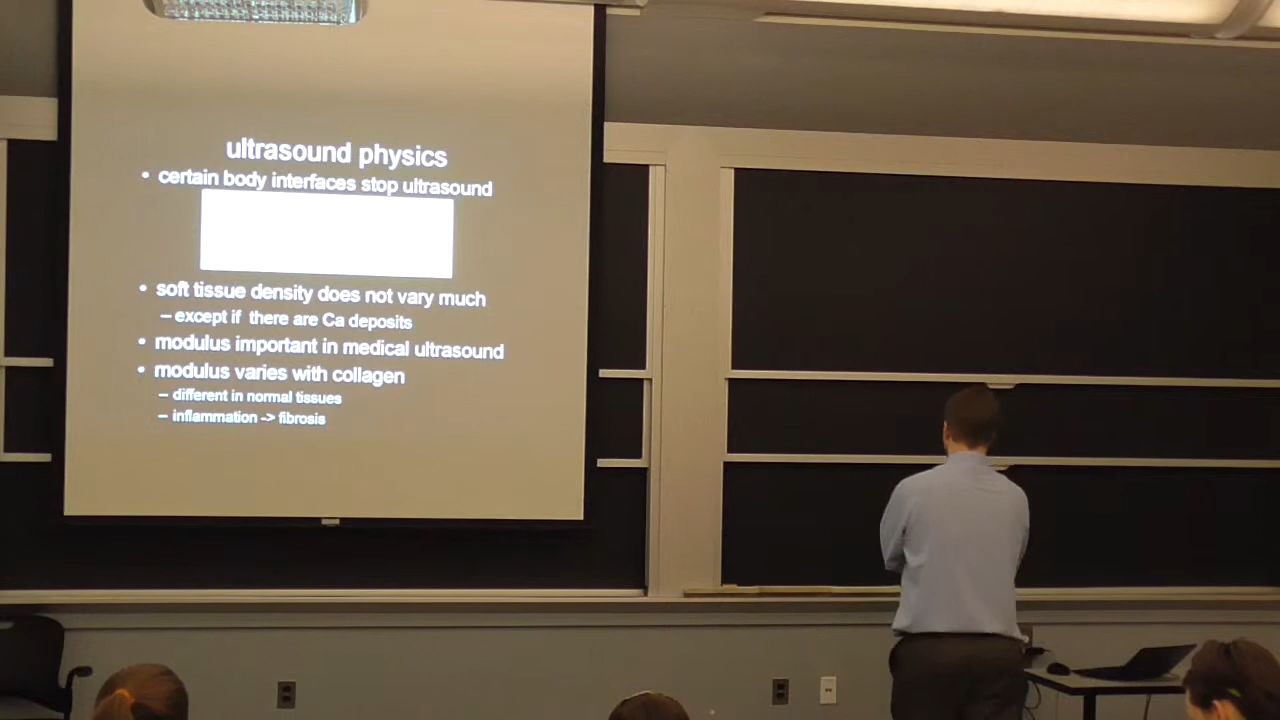 ultrasound physics
• certain body interfaces stop ultrasound
• soft tissue density does not vary much
– except if there are Ca deposits
• modulus important in medical ultrasound
• modulus varies with collagen
– different in normal tissues
– inflammation -> fibrosis